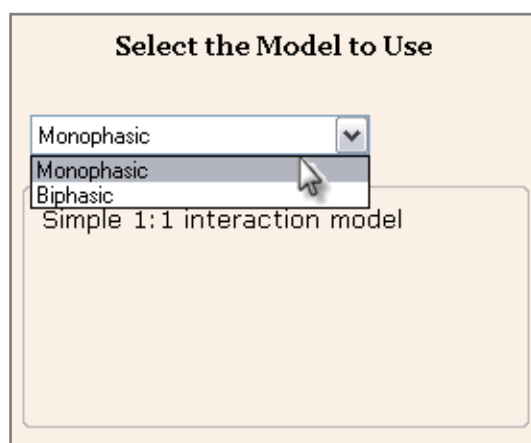 Select the Model to Use
Monophasic
Monophasic
Biphasic
Simple 1:1 interaction model